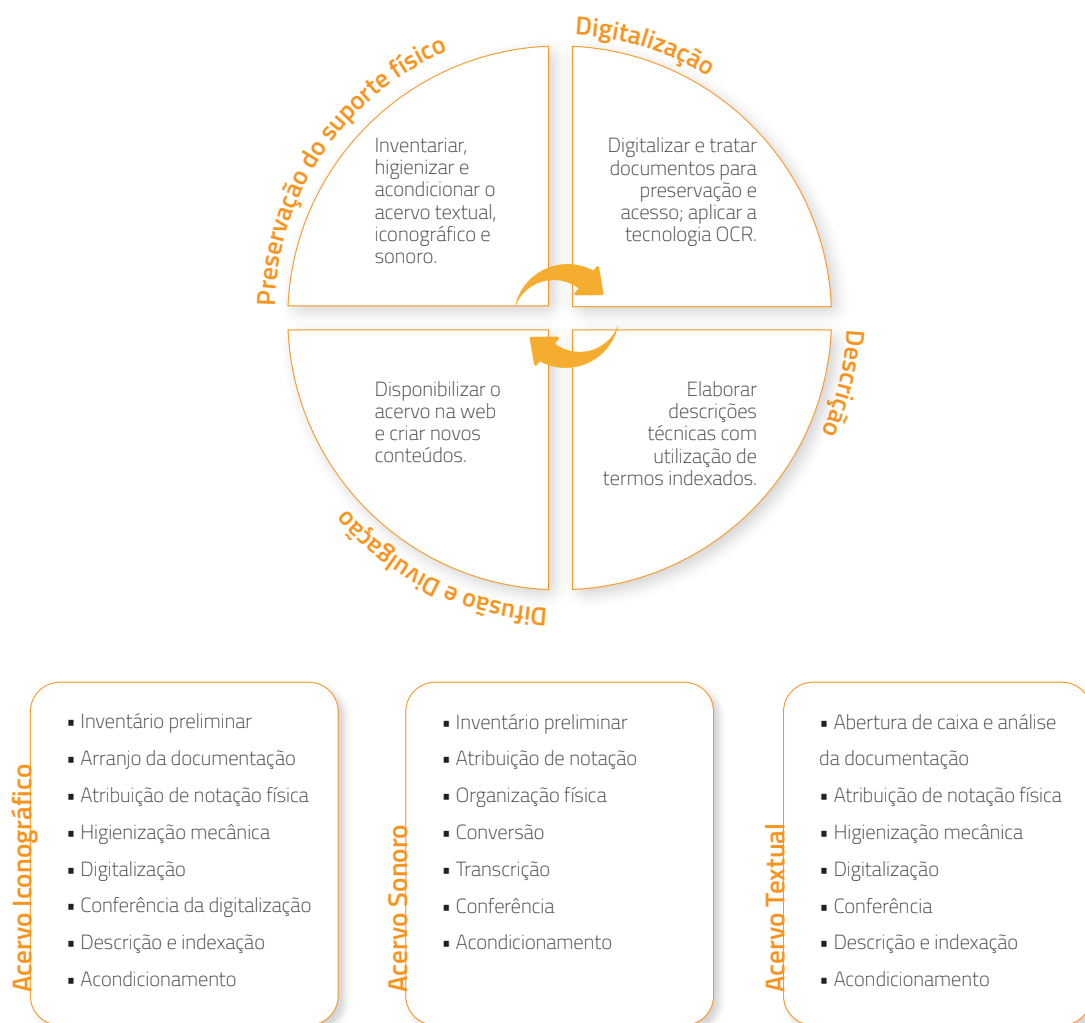 Preservação do suporte físico
Inventariar,
higienizar e
acondicionar o
acervo textual,
iconográfico e
sonoro.
Digitalização
Digitalizar e tratar
documentos para
preservação e
acesso; aplicar a
tecnologia OCR.
Descrição
Elaborar
descrições
técnicas com
utilização de
termos indexados.
Difusão e Divulgação
Disponibilizar o
acervo na web
e criar novos
conteúdos.
Acervo Iconográfico
▪ Inventário preliminar
▪ Arranjo da documentação
▪ Atribuição de notação física
▪ Higienização mecânica
▪ Digitalização
▪ Conferência da digitalização
▪ Descrição e indexação
▪ Acondicionamento
Acervo Sonoro
▪ Inventário preliminar
▪ Atribuição de notação
▪ Organização física
▪ Conversão
▪ Transcrição
▪ Conferência
▪ Acondicionamento
Acervo Textual
▪ Abertura de caixa e análise
da documentação
▪ Atribuição de notação física
▪ Higienização mecânica
▪ Digitalização
▪ Conferência
▪ Descrição e indexação
▪ Acondicionamento